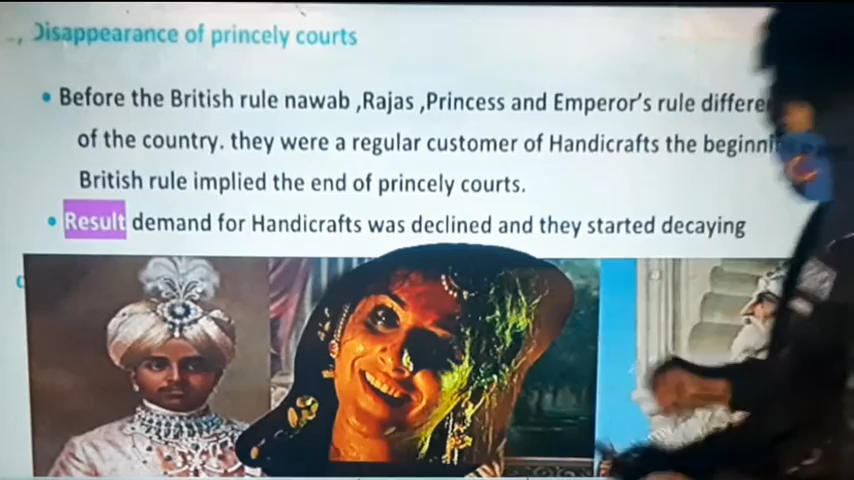 Disappearance of princely courts
• Before the British rule nawab ,Rajas ,Princess and Emperor's rule
of the country. they were a regular customer of Handicrafts the
British rule implied the end of princely courts.
• Result demand for Handicrafts was declined and they started decaying